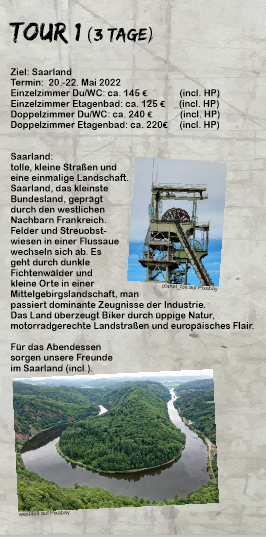 TOUR 1 (3 TAGE)
Ziel: Saarland
Termin: 20.-22. Mai 2022
Einzelzimmer Du/WC: ca. 145 € (incl. HP)
Einzelzimmer Etagenbad: ca. 125 € (incl. HP)
Doppelzimmer Du/WC: ca. 240 € (incl. HP)
Doppelzimmer Etagenbad: ca. 220€ (incl. HP)
Saarland:
tolle, kleine Straßen und
eine einmalige Landschaft.
Saarland, das kleinste
Bundesland, geprägt
durch den westlichen
Nachbarn Frankreich.
Felder und Streuobst-
wiesen in einer Flussaue
wechseln sich ab. Es
geht durch dunkle
Fichtenwälder und
kleine Orte in einer
Mittelgebirgslandschaft, man
passiert dominante Zeugnisse der Industrie.
Das Land überzeugt Biker durch üppige Natur,
motorradgerechte Landstraßen und europäisches Flair.
planet_fox auf Pixabay
Für das Abendessen
sorgen unsere Freunde
im Saarland (incl.).
auf Pixabay